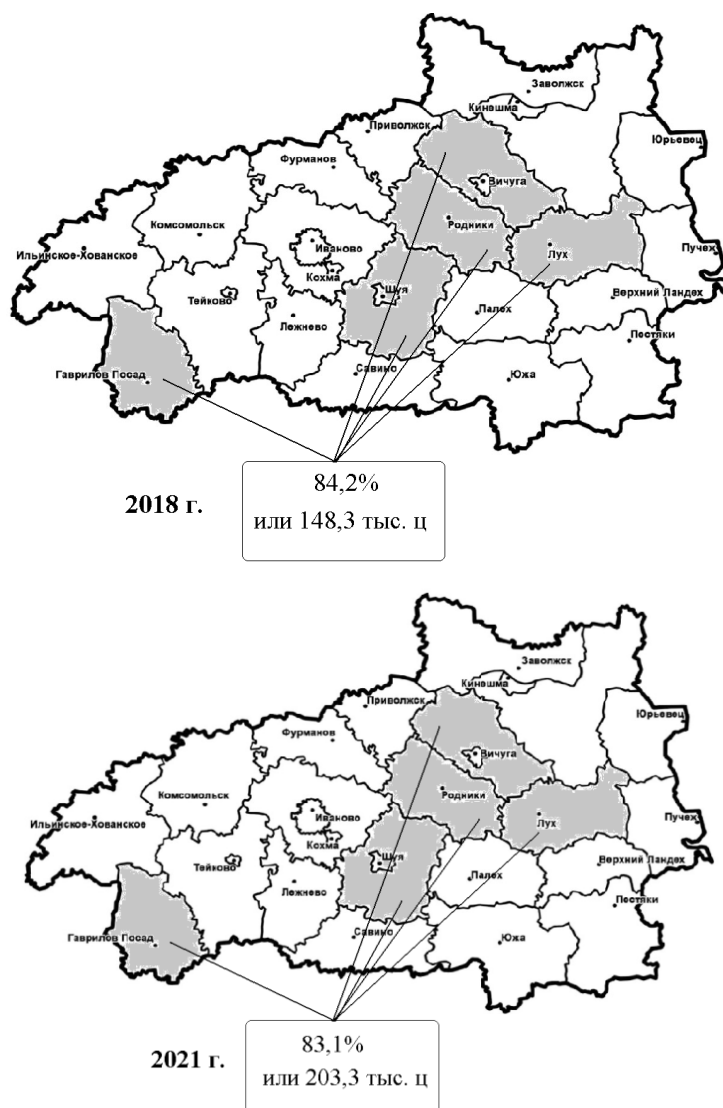 Заволжск
Кинешма
Приволжск
Юрьевец
Фурманов
Вичуга
Комсомольск
Родники
Иваново
Ильинское-Хованское
Лух
Пучеж
Кохма
Шуя
Тейково
Верхний Ландех
Лежнево
Палех
Пестяки
Савино
Гаврилов Посад
Южа
84,2%
2018 г.
или 148,3 тыс. ц
Заволжск
Кинешма
Приволжск
Юрьевец
Фурманов
Вичуга
Комсомольск
Родники
Иваново
Лух
Пучеж
Ильинское-Хованское
Кохма
Тейково
Шуя
Верхний Ландех
Палех
Лежнево
Пестяки
Савино
Южа
Гаврилов Посад
83,1%
2021 г.
или 203,3 тыс. ц